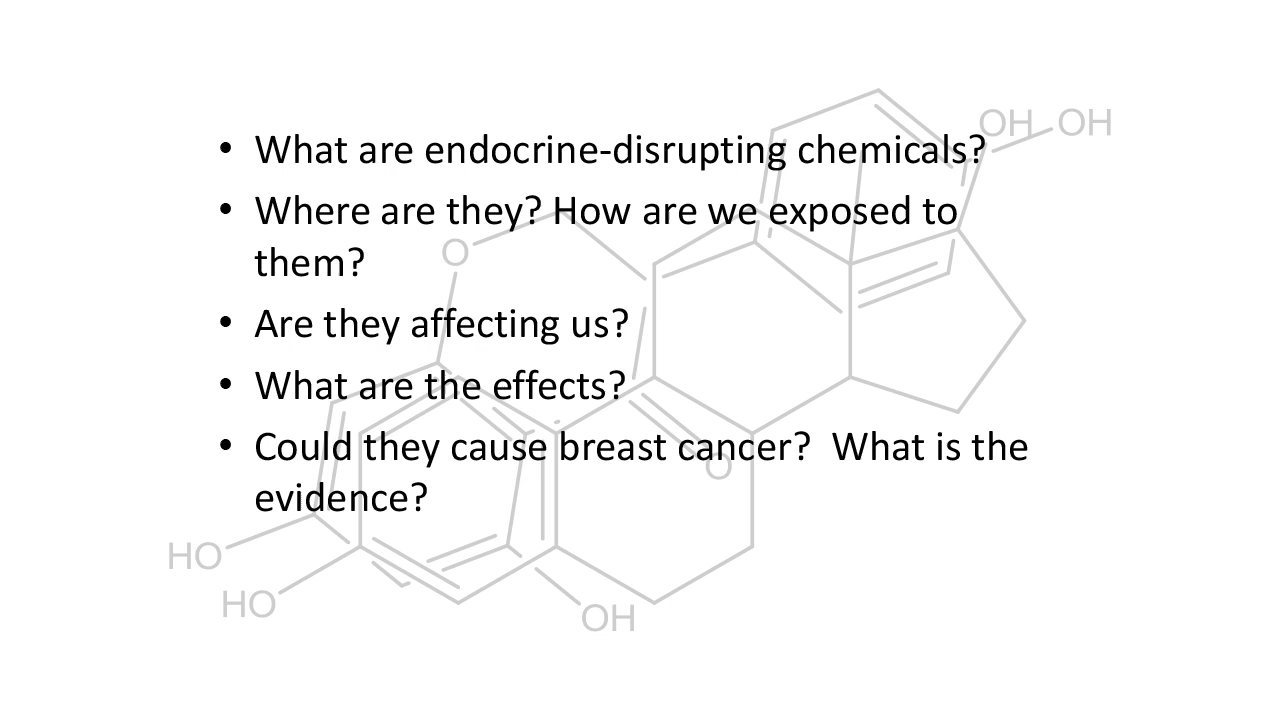 OH OH
• What are endocrine-disrupting chemicals?
• Where are they? How are we exposed to
them?
O
• Are they affecting us?
• What are the effects?
• Could they cause breast cancer?  What is the
O
evidence?
HO
HO
OH